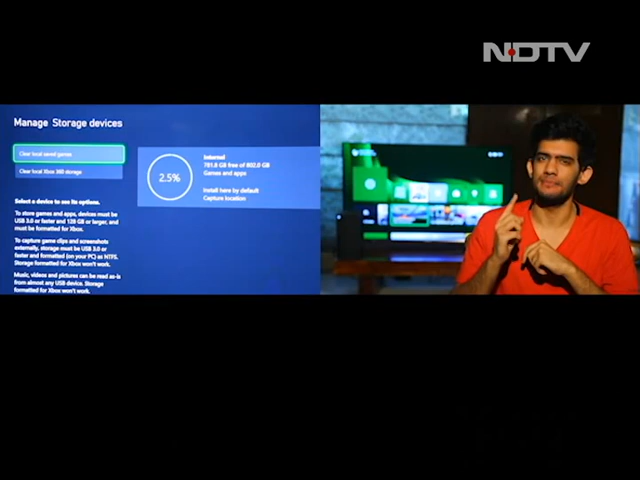 NDTV
Manage Storage devices
Clear local saved games
Clear local Xbox 360 storage
Select a device to see its options.
To store games and apps, devices must be
USB 3.0 or faster and 128 GB or larger, and
must be formatted for Xbox.
To capture game clips and screenshots
externally, storage must be USB 3.0 or
faster and formatted (on your PC) as NTFS.
Storage formatted for Xbox won't work.
Music, videos and pictures can be read as-is
from almost any USB device. Storage
formatted for Xbox won't work.
2.5%
Internal
781.8 GB free of 802.0 GB
Games and apps
Install here by default
Capture location